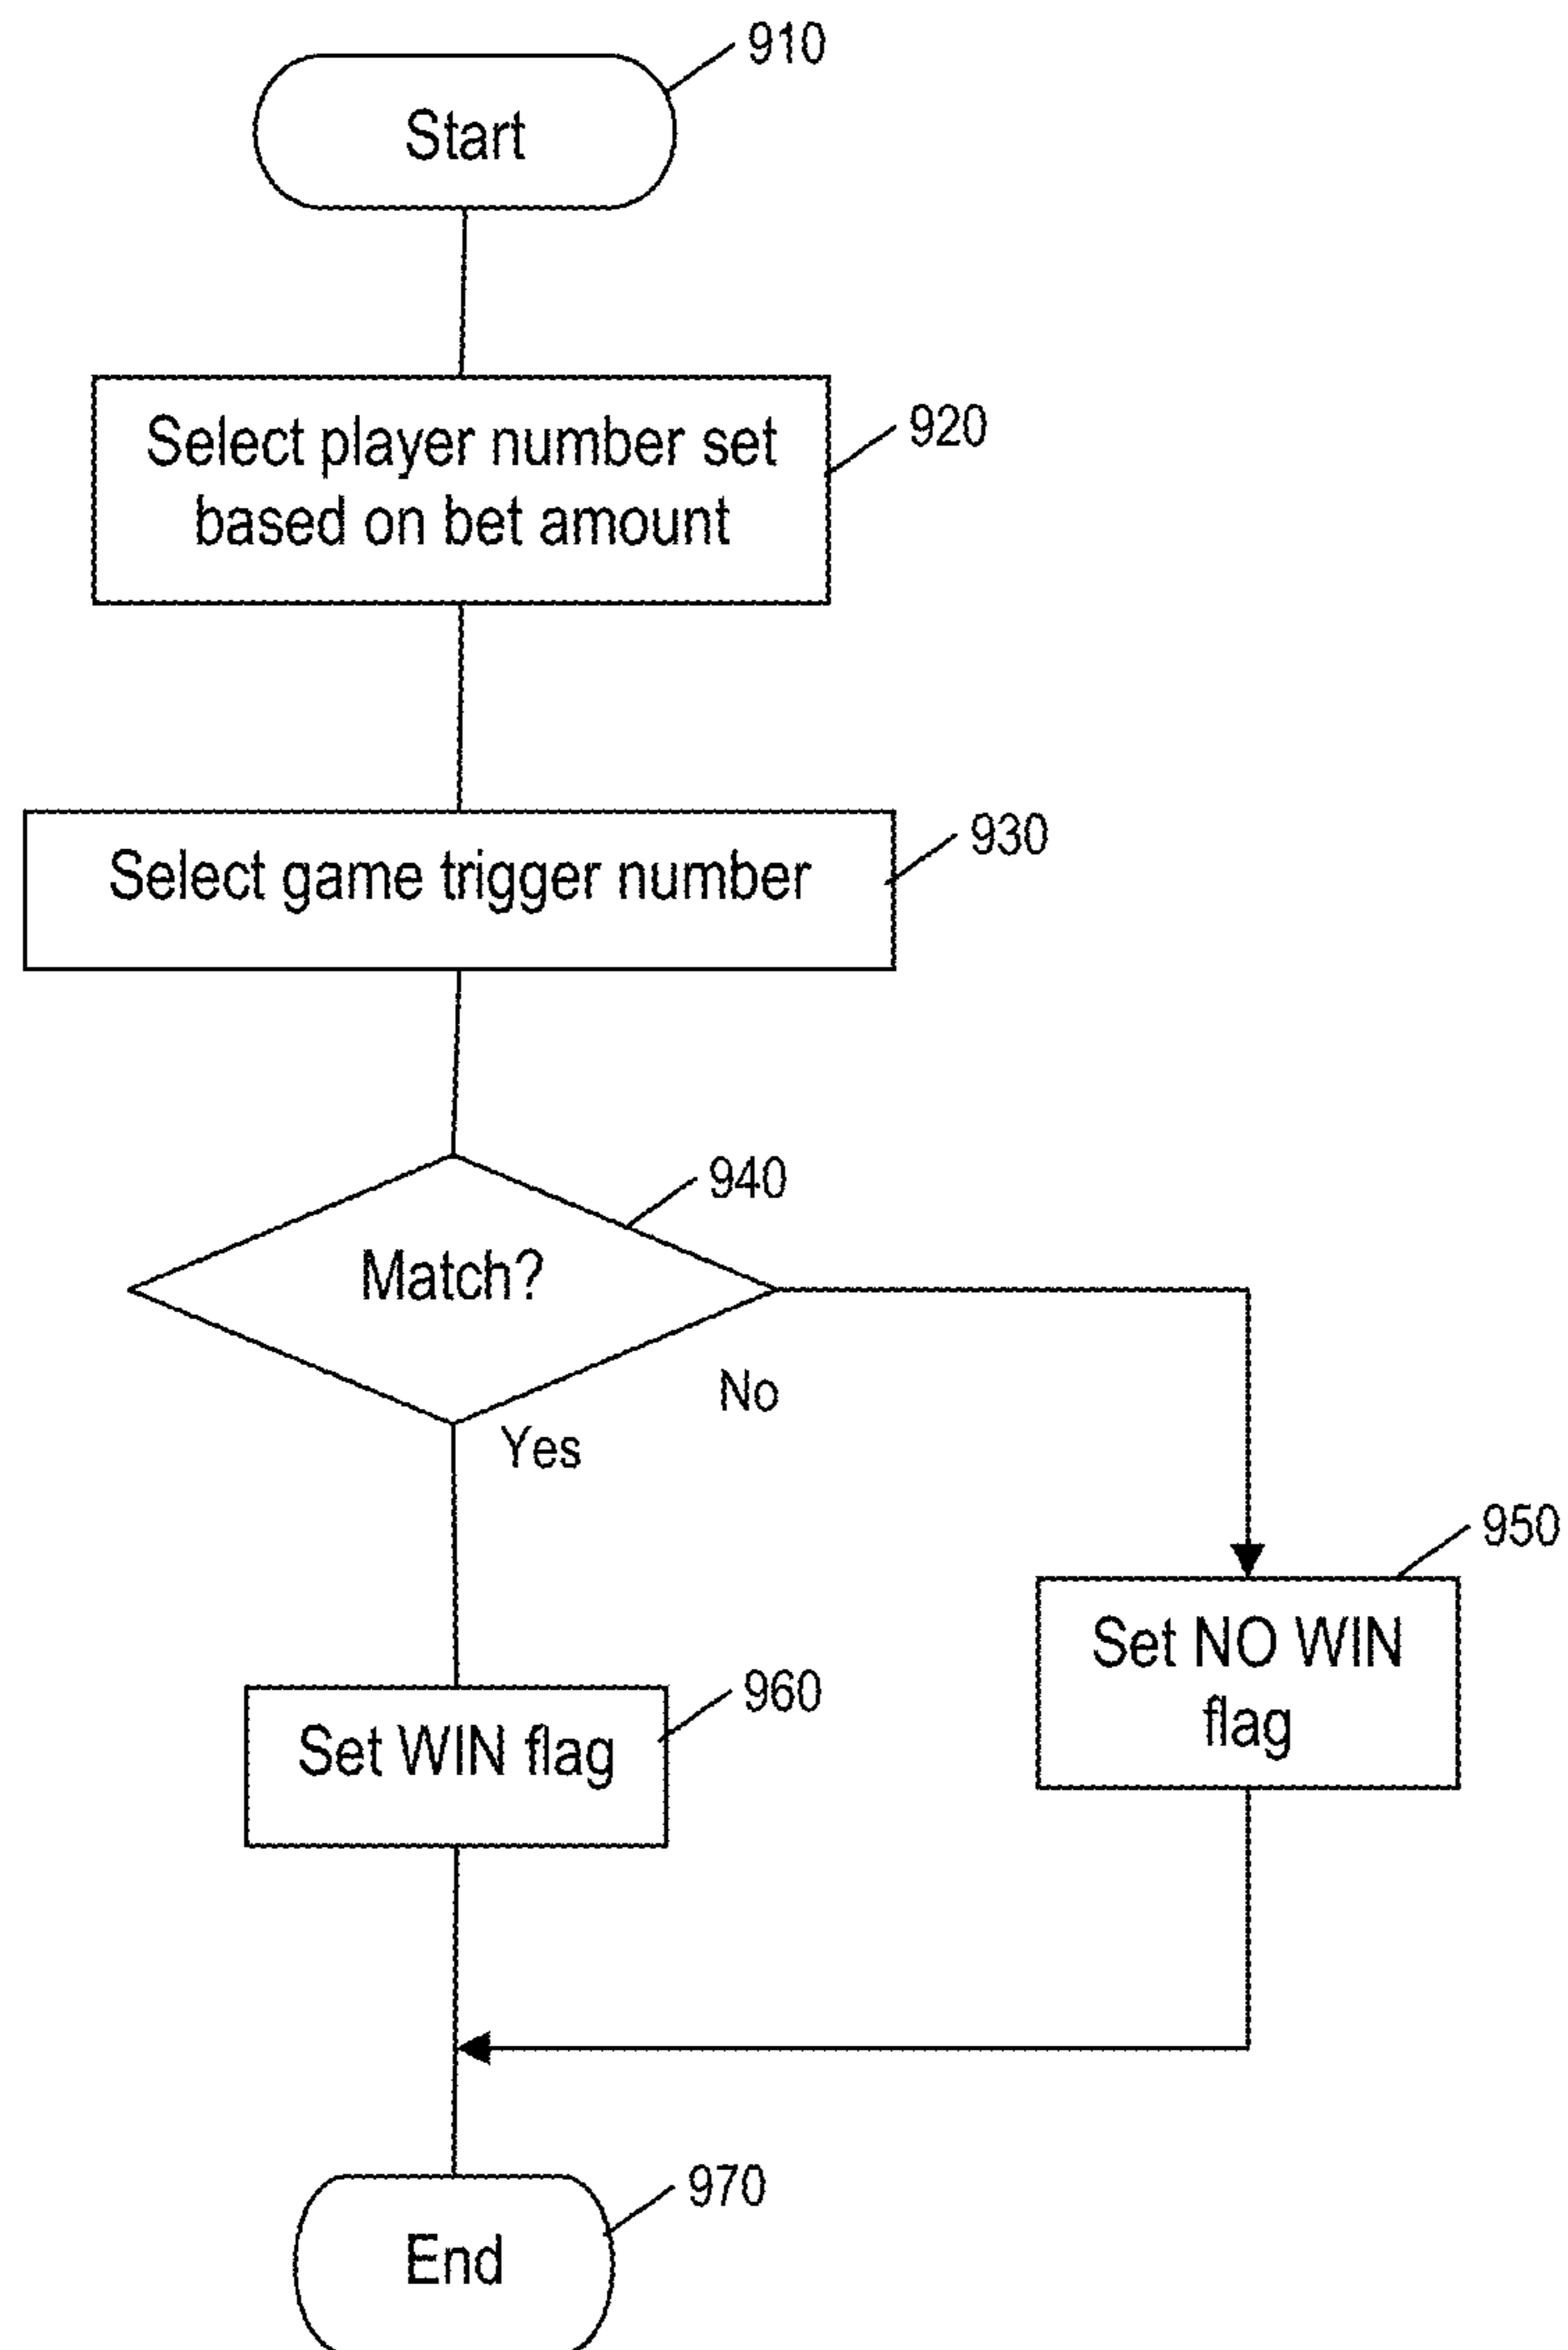 910
Start
Select player number set
based on bet amount
920
Select game trigger number
930
940
Match?
No
Yes
950
Set NO WIN
flag
960
Set WIN flag
970
End